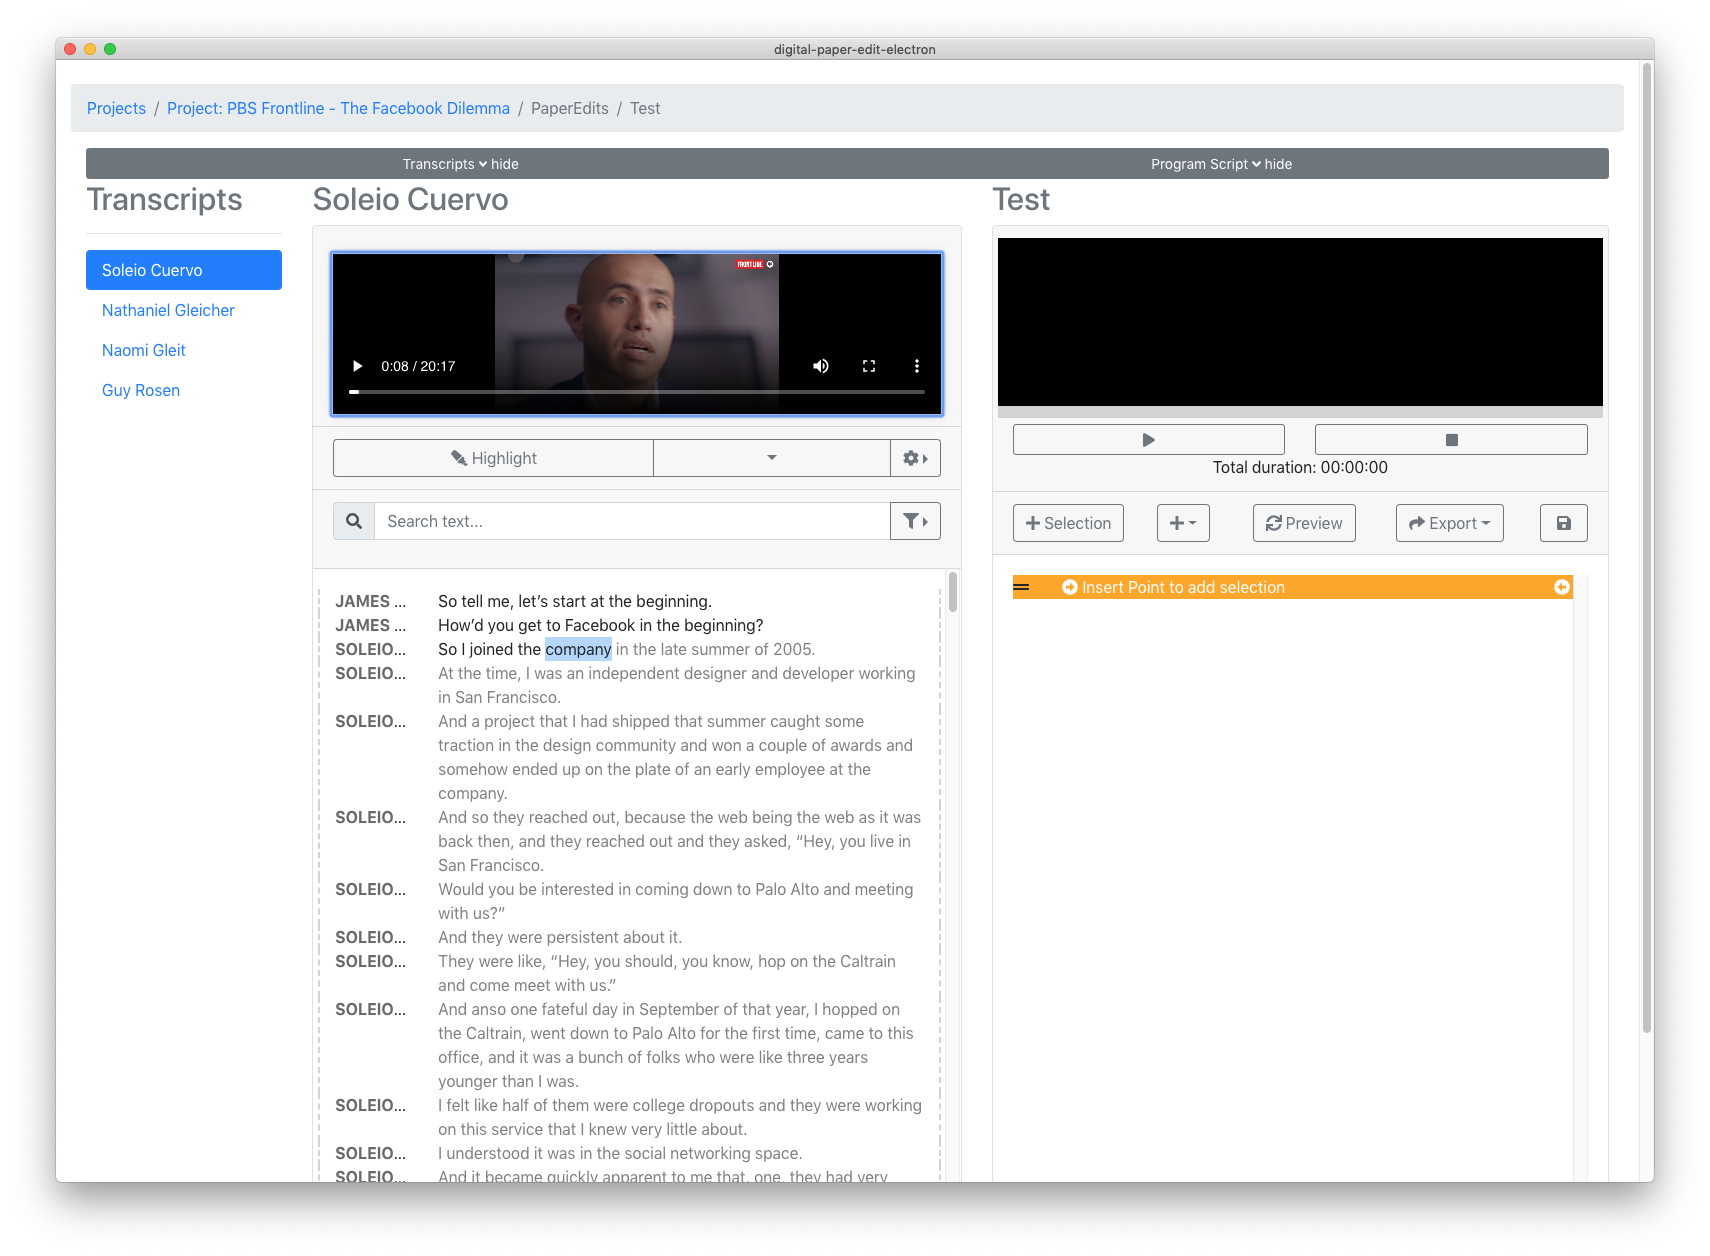 digital-paper-edit-electron
Projects / Project: PBS Frontline - The Facebook Dilemma / PaperEdits / Test
Transcripts hide
Program Script hide
Transcripts
Soleio Cuervo
Nathaniel Gleicher
Naomi Gleit
Guy Rosen
Soleio Cuervo
FRONTLINE
0:08 / 20:17
Highlight
Search text...
JAMES ... So tell me, let’s start at the beginning.
JAMES ... How’d you get to Facebook in the beginning?
SOLEIO... So I joined the company in the late summer of 2005.
SOLEIO... At the time, I was an independent designer and developer working
in San Francisco.
SOLEIO... And a project that I had shipped that summer caught some
traction in the design community and won a couple of awards and
somehow ended up on the plate of an early employee at the
company.
SOLEIO... And so they reached out, because the web being the web as it was
back then, and they reached out and they asked, “Hey, you live in
San Francisco.
SOLEIO... Would you be interested in coming down to Palo Alto and meeting
with us?”
SOLEIO... And they were persistent about it.
SOLEIO... They were like, “Hey, you should, you know, hop on the Caltrain
and come meet with us.”
SOLEIO... And anso one fateful day in September of that year, I hopped on
the Caltrain, went down to Palo Alto for the first time, came to this
office, and it was a bunch of folks who were like three years
younger than I was.
SOLEIO... I felt like half of them were college dropouts and they were working
on this service that I knew very little about.
SOLEIO... I understood it was in the social networking space.
SOLEIO... And it became quickly apparent to me that, one, they had very
Test
Total duration: 00:00:00
Selection
Preview
Export
Insert Point to add selection